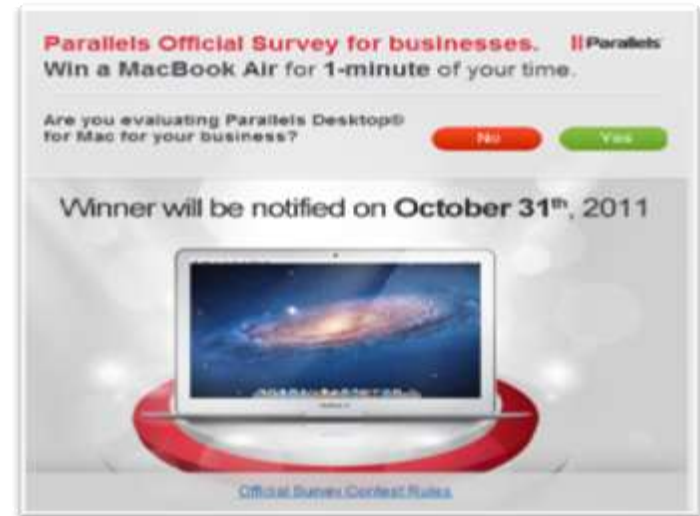 Parallels Official Survey for businesses. || Parallels
Win a MacBook Air for 1-minute of your time.
Are you evaluating Parallels Desktop®
for Mac for your business?
No
Yes
Winner will be notified on October 31th, 2011
Official Survey Contest Rules